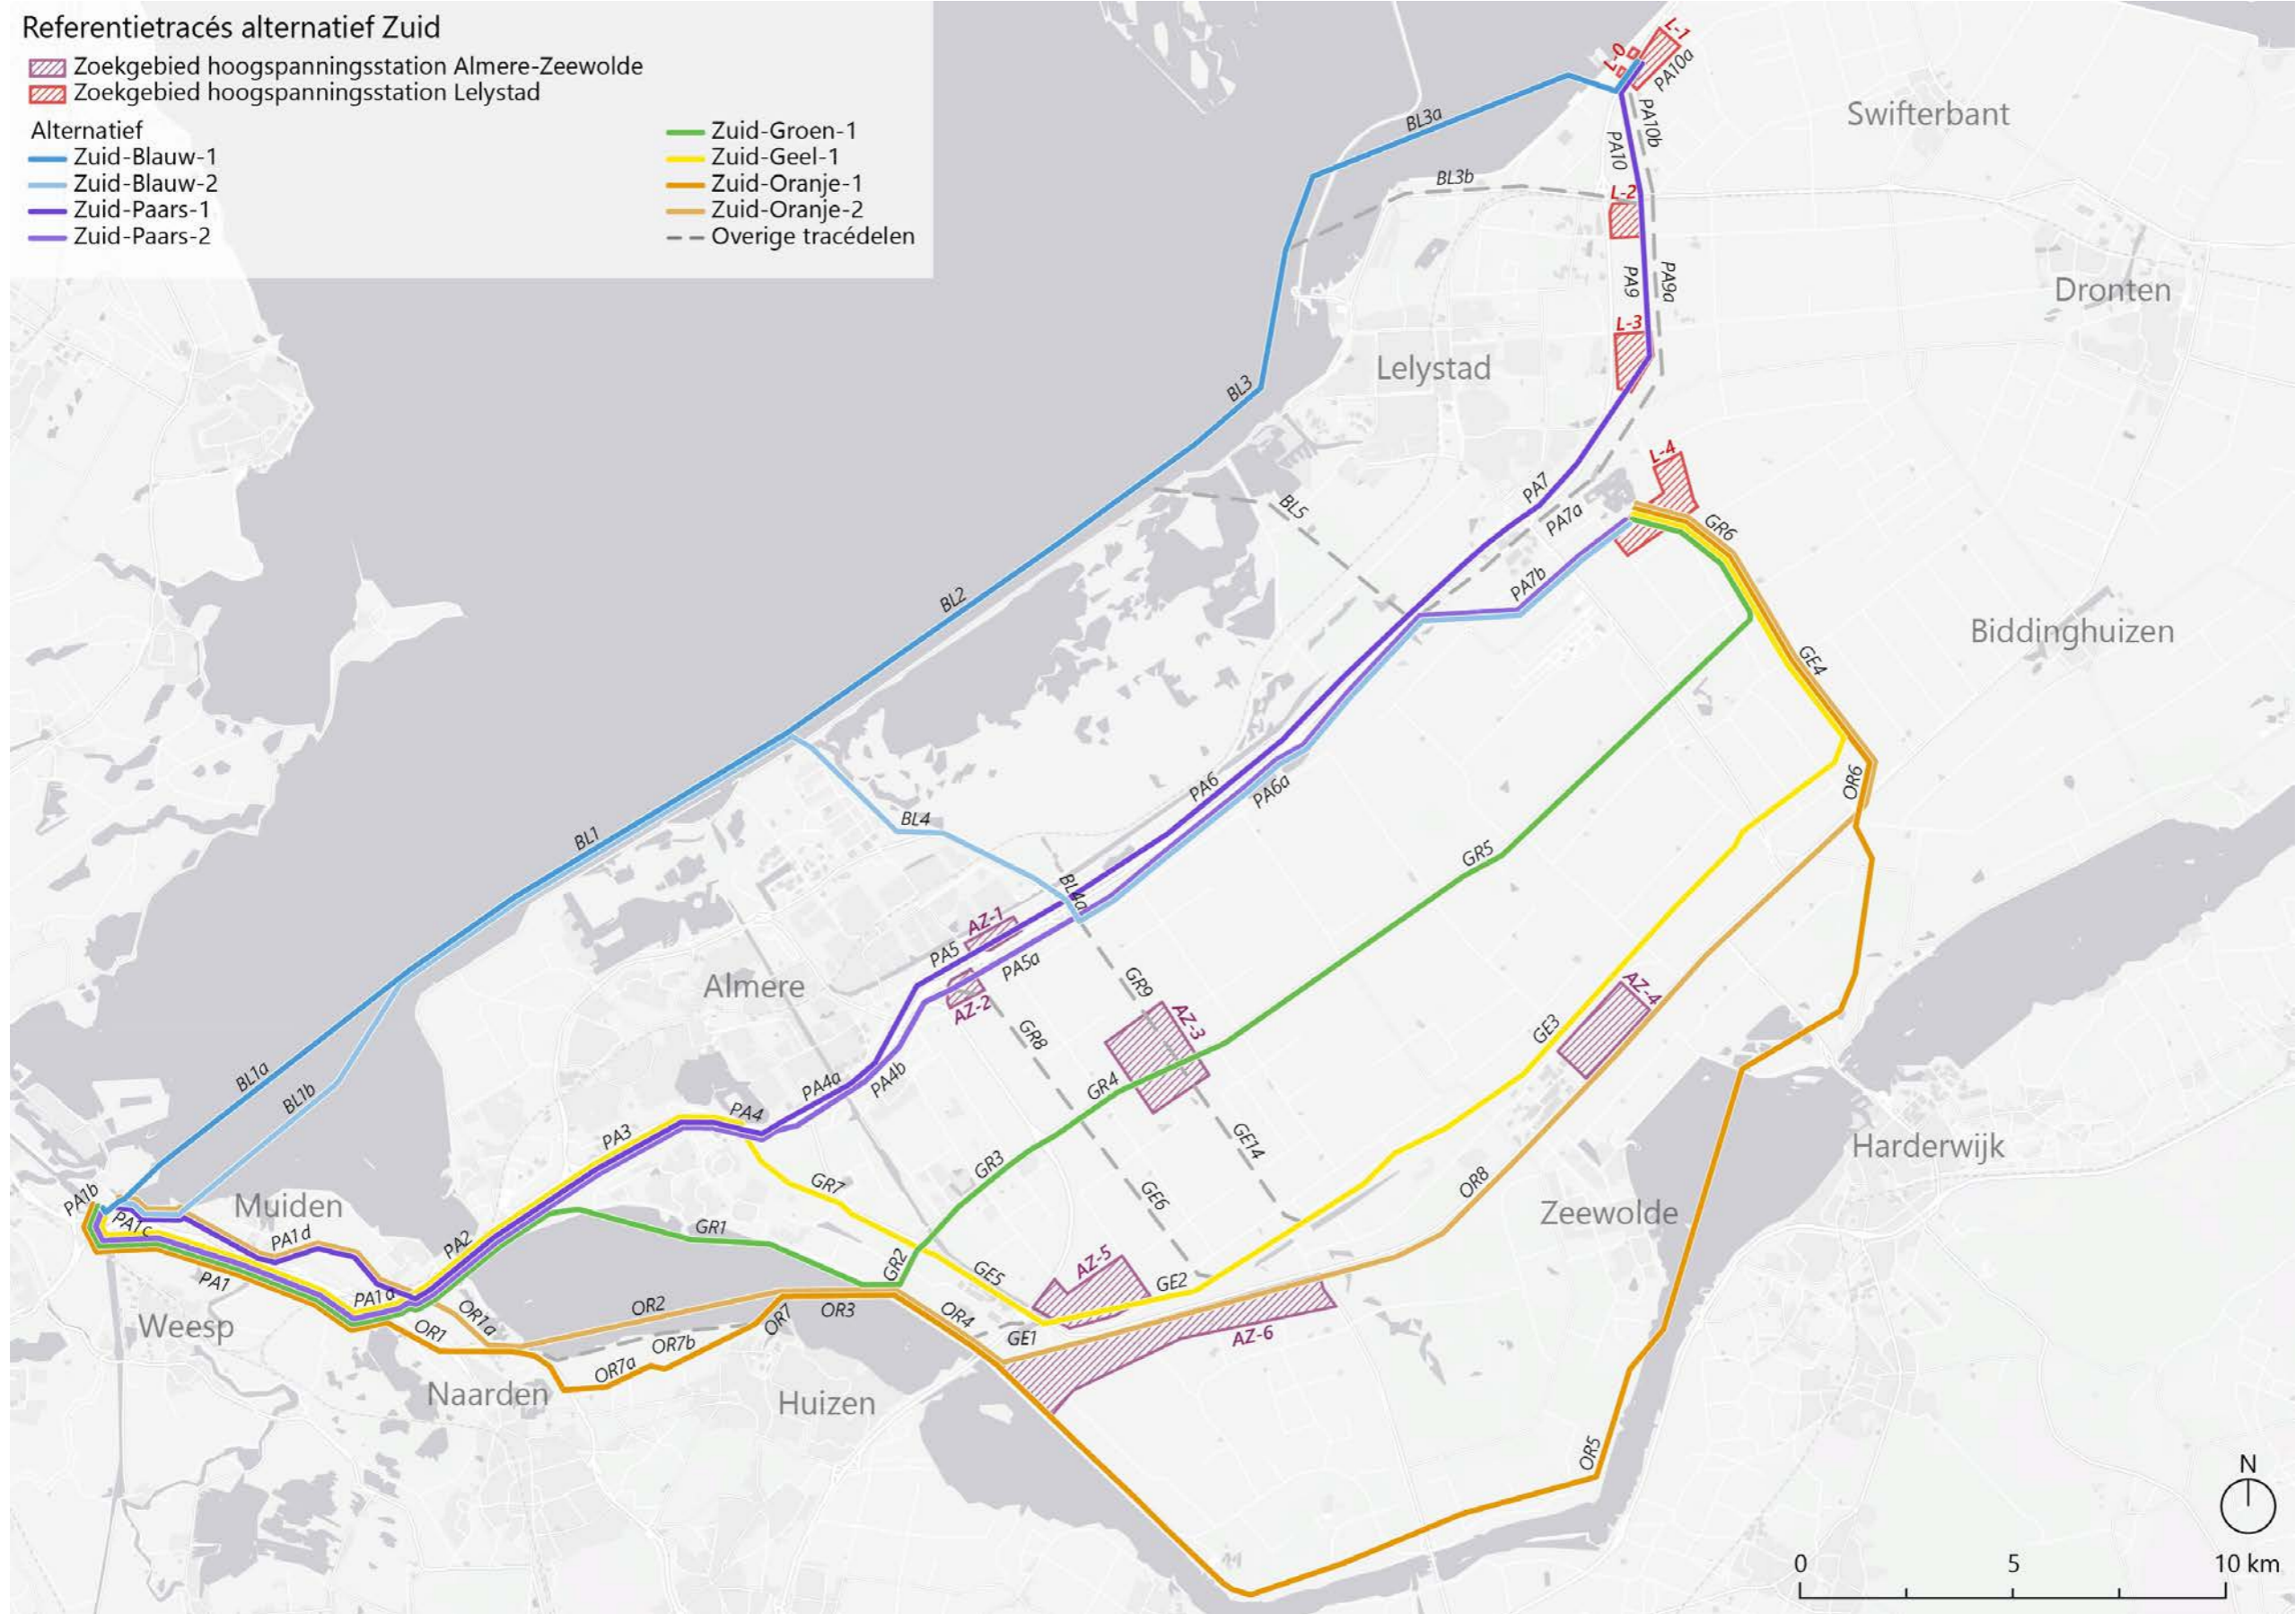 Referentietracés alternatief Zuid
Zoekgebied hoogspanningsstation Almere-Zeewolde
Zoekgebied hoogspanningsstation Lelystad
Alternatief
Zuid-Blauw-1
Zuid-Blauw-2
Zuid-Paars-1
Zuid-Paars-2
Zuid-Groen-1
Zuid-Geel-1
Zuid-Oranje-1
Zuid-Oranje-2
Overige tracédelen
L-1
L-0
L-0
PA10a
BL3a
PA10b
PA10
Swifterbant
BL3b
L-2
PA9
PA9a
Dronten
L-3
Lelystad
BL3
L-4
PA7
BL5
PA7a
GR6
PA7b
BL2
Biddinghuizen
GE4
PA6
PA6a
OR6
BL4
BL1
GR5
BL4a
AZ-1
PA5
PA5a
Almere
AZ-2
GR9
AZ-4
AZ-3
GR8
GE3
BL1a
BL1b
PA4a
PA4b
GR4
PA4
PA3
GE14
Harderwijk
GR3
GR7
GE6
OR8
PA1b
PA1c
Muiden
PA1d
Zeewolde
GR1
PA2
GR2
GE5
AZ-5
GE2
PA1
PA1a
OR1a
OR2
OR3
OR4
Weesp
OR1
OR7
OR7b
GE1
AZ-6
OR7a
Naarden
Huizen
OR5
N
0 5 10 km